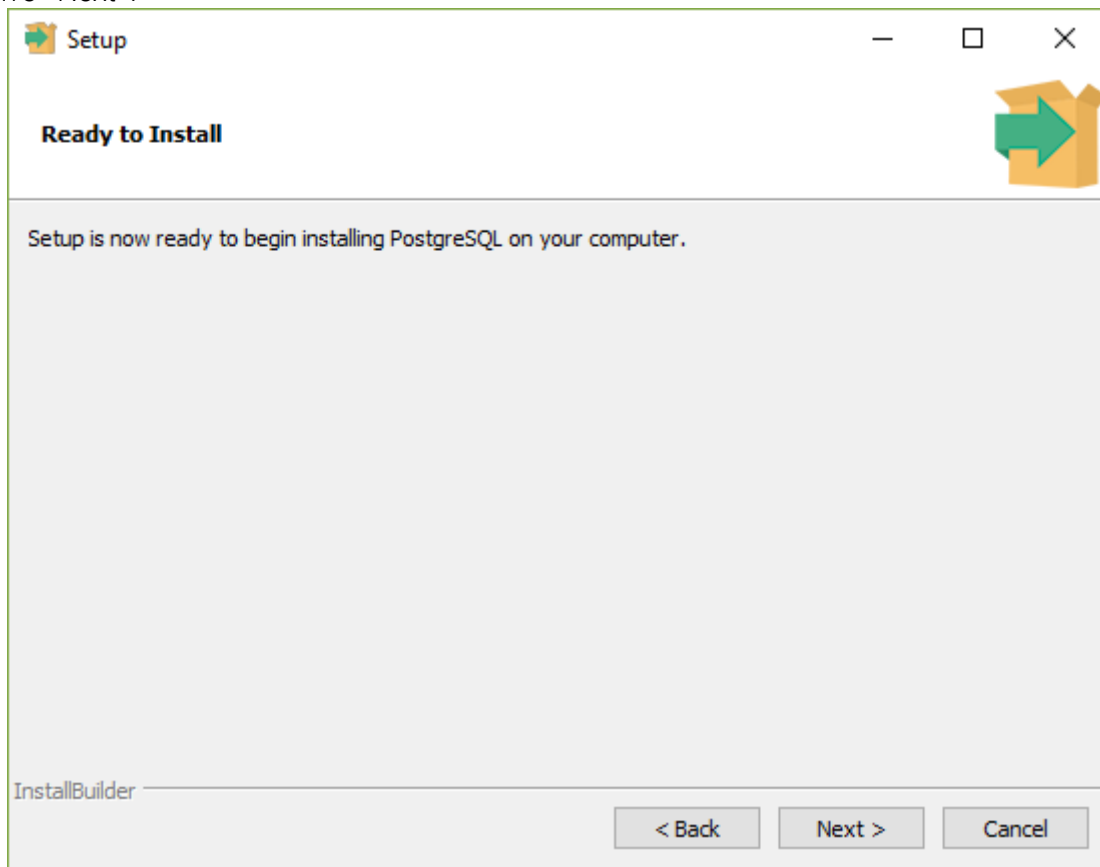 Setup
Ready to Install
Setup is now ready to begin installing PostgreSQL on your computer.
InstallBuilder
< Back
Next >
Cancel